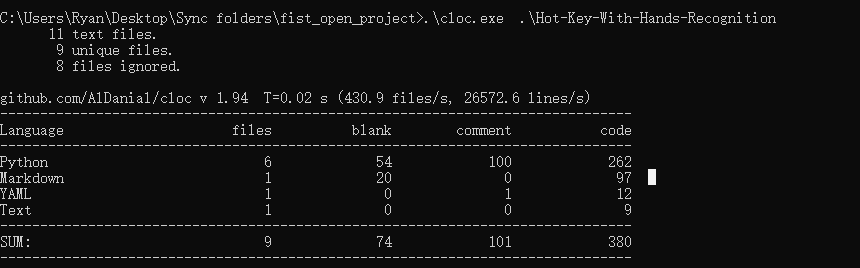 C:\Users\Ryan\Desktop\Sync folders\fist_open_project>.\cloc.exe  .\Hot-Key-With-Hands-Recognition
      11 text files.
       9 unique files.
       8 files ignored.
github.com/AlDanial/cloc v 1.94  T=0.02 s (430.9 files/s, 26572.6 lines/s)
-------------------------------------------------------------------------------
Language                     files          blank        comment           code
-------------------------------------------------------------------------------
Python                           6             54            100            262
Markdown                         1             20              0             97
YAML                             1              0              1             12
Text                             1              0              0              9
-------------------------------------------------------------------------------
SUM:                             9             74            101            380
-------------------------------------------------------------------------------